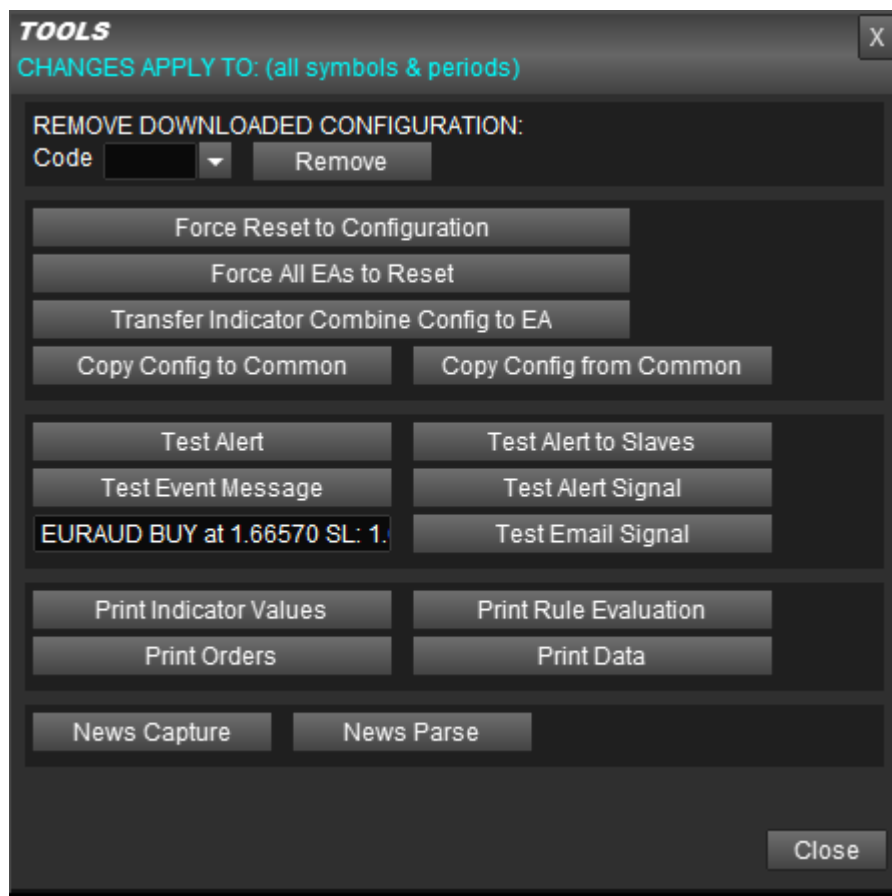 TOOLS
X
CHANGES APPLY TO: (all symbols & periods)
REMOVE DOWNLOADED CONFIGURATION:
Code Remove
Force Reset to Configuration
Force All EAs to Reset
Transfer Indicator Combine Config to EA
Copy Config to Common Copy Config from Common
Test Alert Test Alert to Slaves
Test Event Message Test Alert Signal
EURAUD BUY at 1.66570 SL: 1. Test Email Signal
Print Indicator Values Print Rule Evaluation
Print Orders Print Data
News Capture News Parse
Close